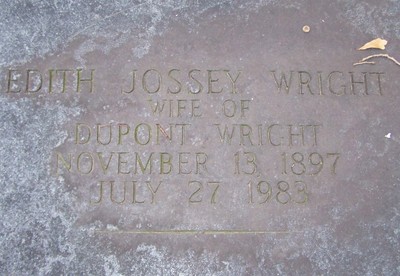 EDITH JOSSEY WRIGHT
WIFE OF
DUPONT WRIGHT
NOVEMBER 13 1897
JULY 27 1983